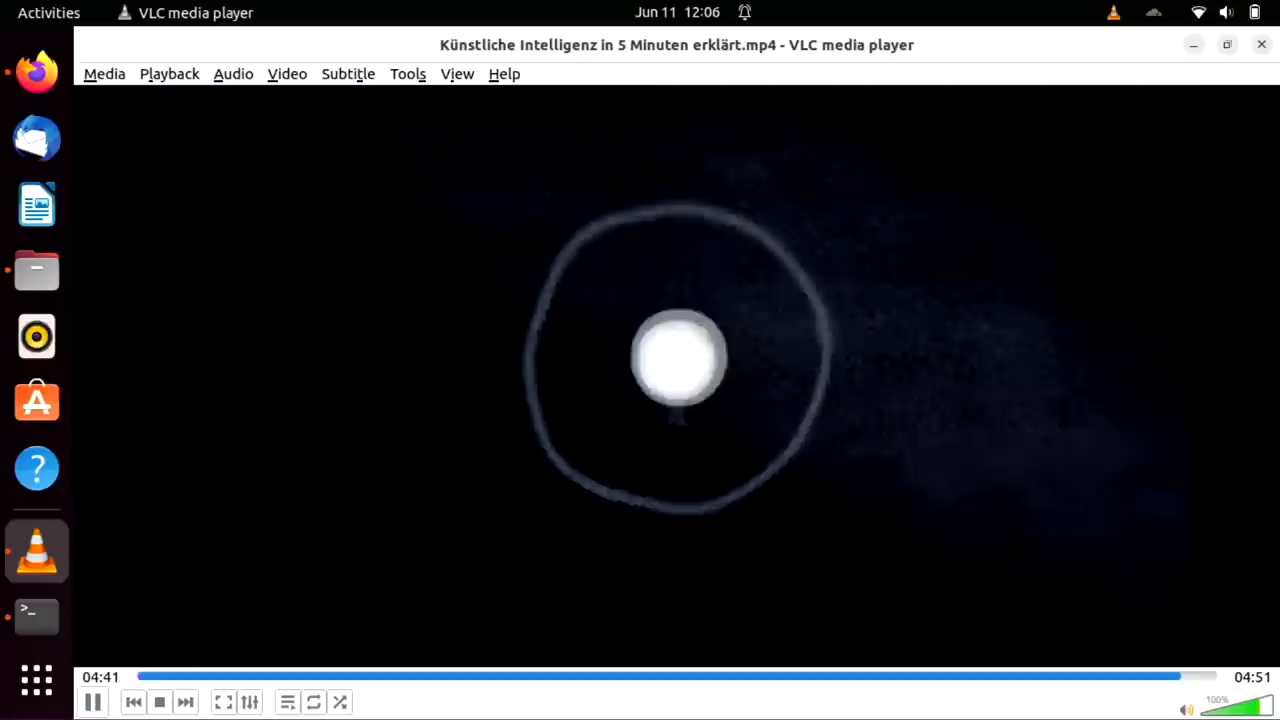 Activities
VLC media player
Jun 11 12:06
Künstliche Intelligenz in 5 Minuten erklärt.mp4 - VLC media player
Media Playback Audio Video Subtitle Tools View Help
04:41
04:51
100%